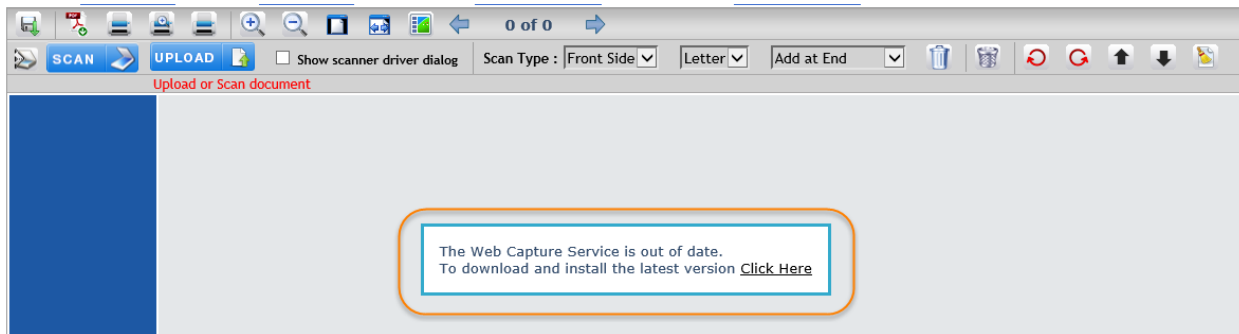 0 of 0
SCAN UPLOAD Show scanner driver dialog Scan Type : Front Side Letter Add at End
Upload or Scan document
The Web Capture Service is out of date.
To download and install the latest version Click Here